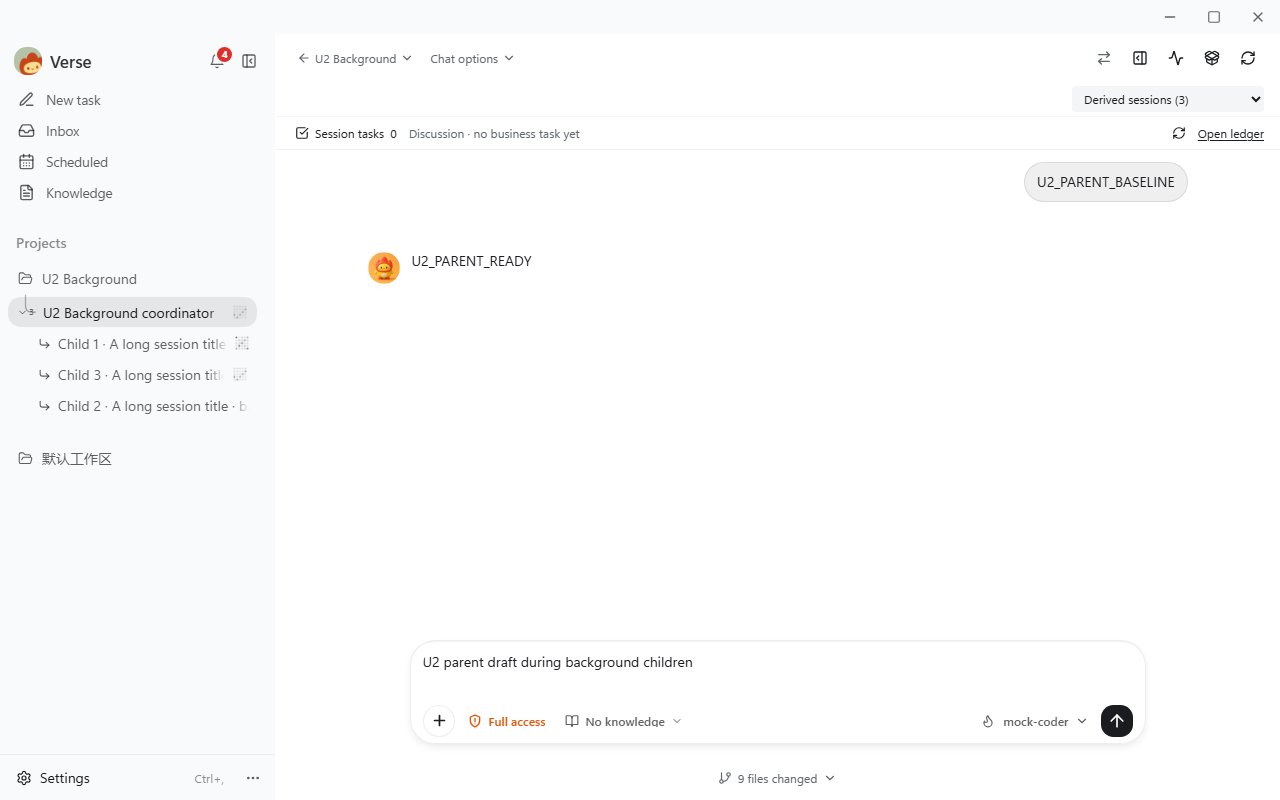 Verse
4
New task
Inbox
Scheduled
Knowledge
Projects
U2 Background
3
U2 Background coordinator
Child 1 · A long session title
Child 3 · A long session titl
Child 2 · A long session title · b
默认工作区
Settings
Ctrl+,
U2 Background
Chat options
Derived sessions (3)
Session tasks 0
Discussion · no business task yet
Open ledger
U2_PARENT_BASELINE
U2_PARENT_READY
U2 parent draft during background children
Full access
No knowledge
mock-coder
9 files changed